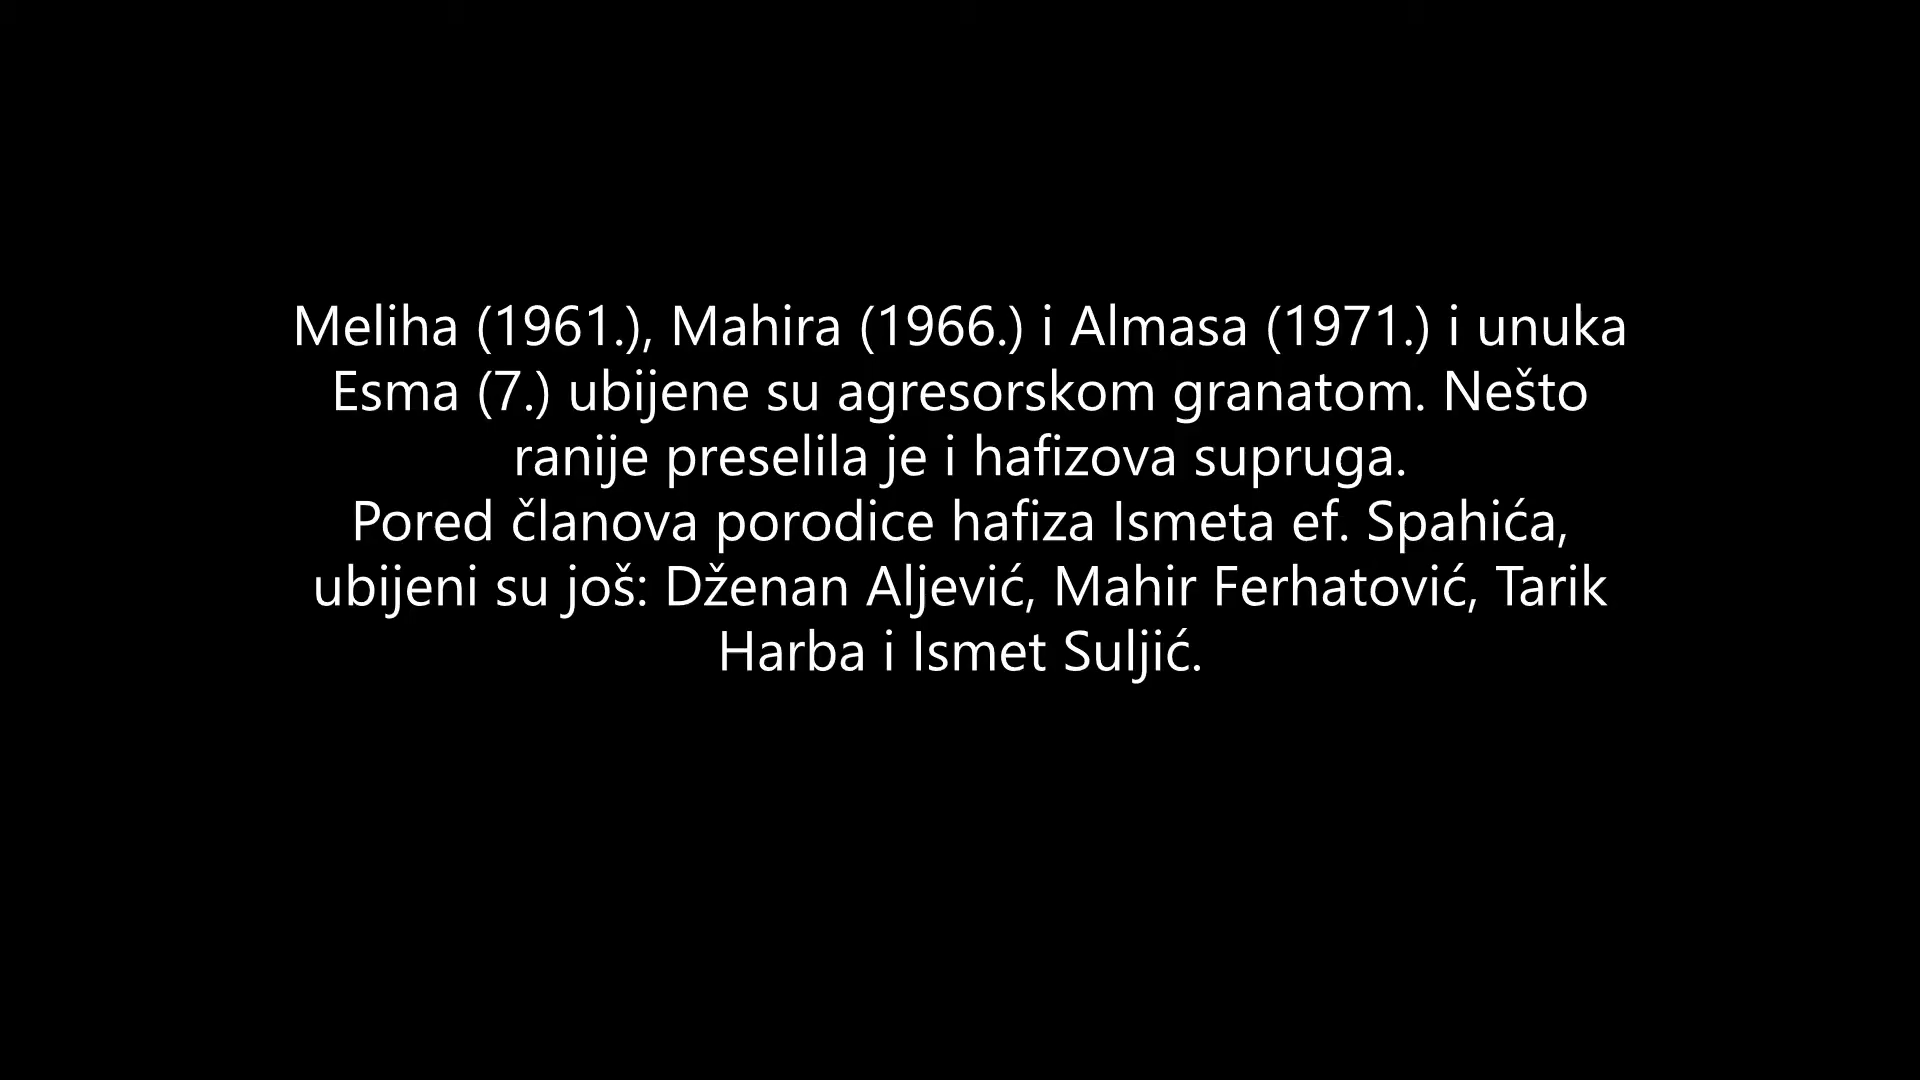 Meliha (1961.), Mahira (1966.) i Almasa (1971.) i unuka
Esma (7.) ubijene su agresorskom granatom. Nešto
ranije preselila je i hafizova supruga.
Pored članova porodice hafiza Ismeta ef. Spahića,
ubijeni su još: Dženan Aljević, Mahir Ferhatović, Tarik
Harba i Ismet Suljić.